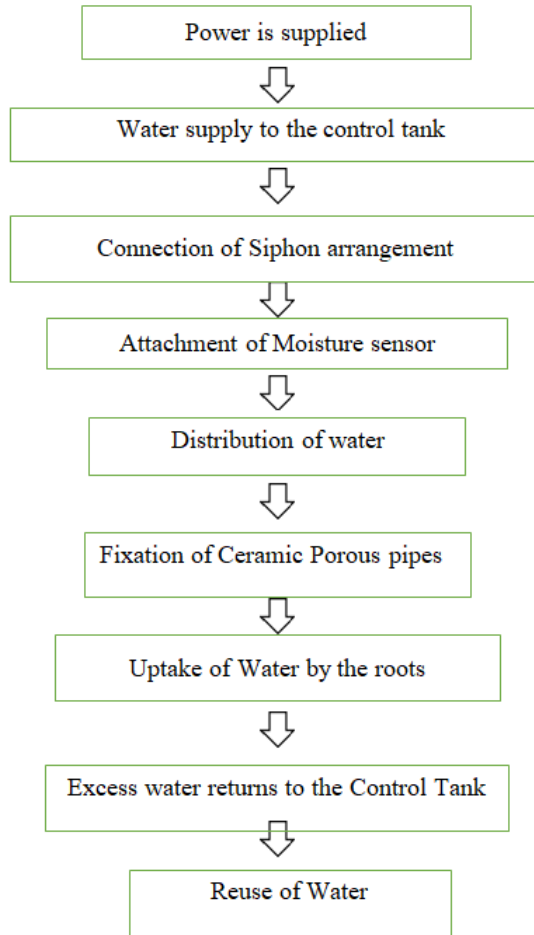 Power is supplied
Water supply to the control tank
Connection of Siphon arrangement
Attachment of Moisture sensor
Distribution of water
Fixation of Ceramic Porous pipes
Uptake of Water by the roots
Excess water returns to the Control Tank
Reuse of Water